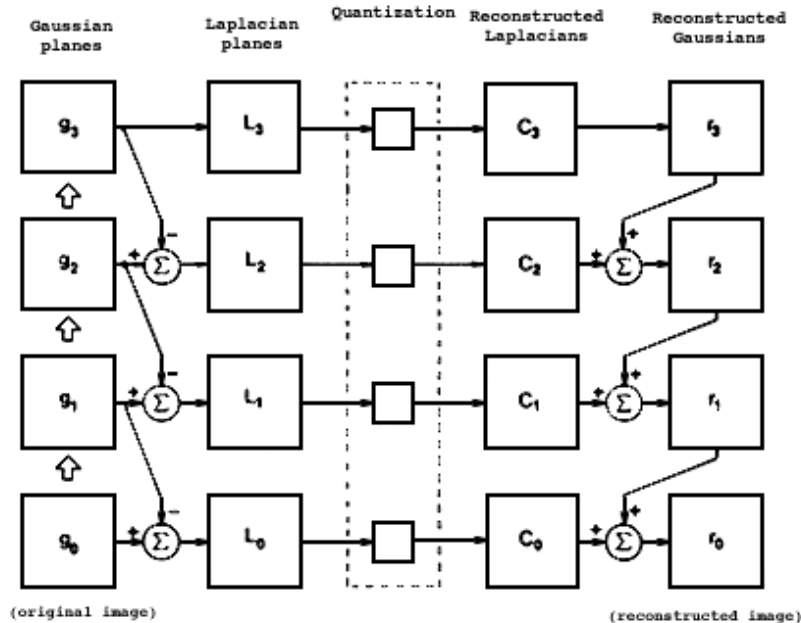 Gaussian planes
Laplacian planes
Quantization
Reconstructed Laplacians
Reconstructed Gaussians
g3 L3 C3 r3
- +
+ Σ L2 C2 + Σ r2
g2
- +
g1 + Σ L1 C1 + Σ r1
- +
g0 + Σ L0 C0 + Σ r0
(original image)
(reconstructed image)